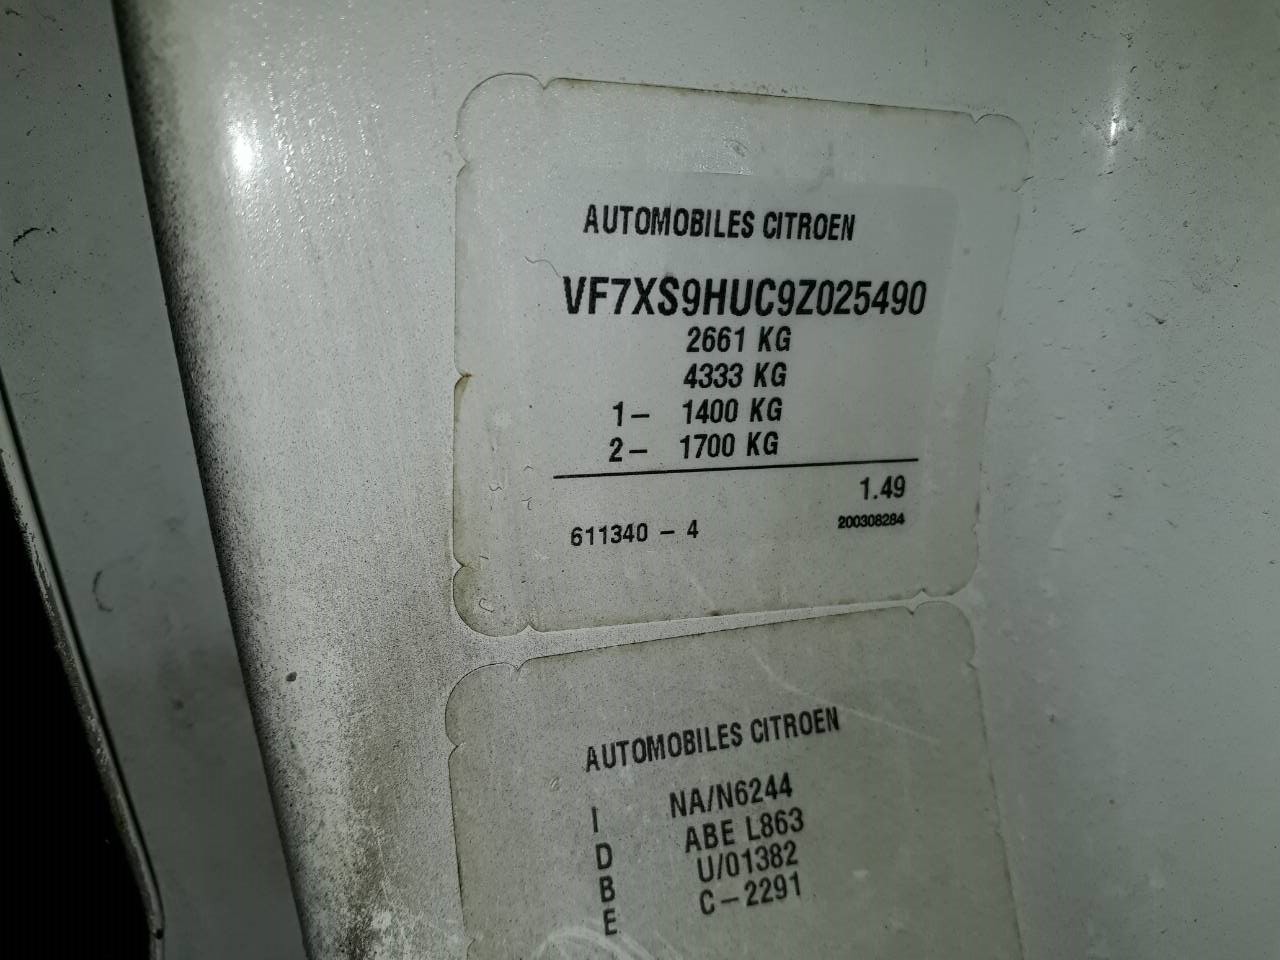 AUTOMOBILES CITROEN
VF7XS9HUC9Z025490
2661 KG
4333 KG
1- 1400 KG
2- 1700 KG
1.49
611340 - 4 200308284
AUTOMOBILES CITROEN
I NA/N6244
D ABE L863
B U/01382
E C-2291